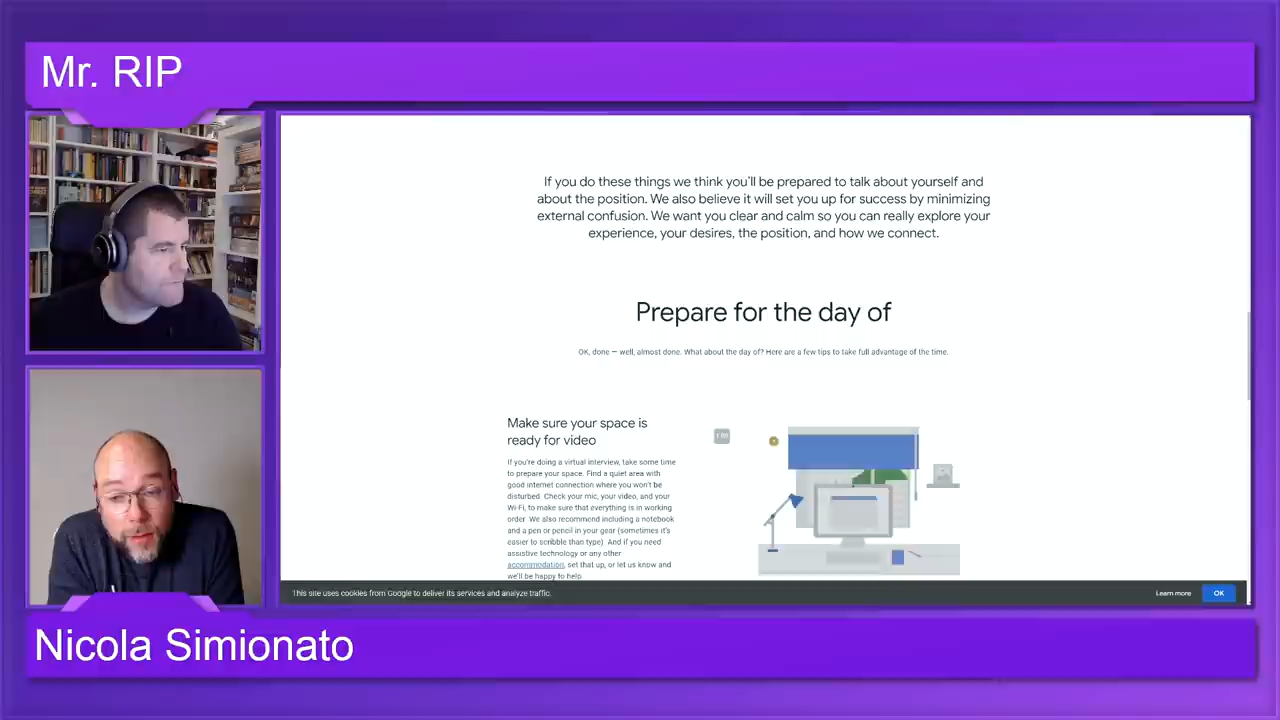 Mr. RIP
If you do these things we think you'll be prepared to talk about yourself and
about the position. We also believe it will set you up for success by minimizing
external confusion. We want you clear and calm so you can really explore your
experience, your desires, the position, and how we connect.
Prepare for the day of
OK, done — well, almost done. What about the day of? Here are a few tips to take full advantage of the time.
Make sure your space is
ready for video
If you're doing a virtual interview, take some time
to prepare your space. Find a quiet area with
good internet connection where you won't be
disturbed. Check your mic, your video, and your
Wi-Fi, to make sure that everything is in working
order. We also recommend including a notebook
and a pen or pencil in your gear (sometimes it's
easier to scribble than type). And if you need
assistive technology or any other
accommodation, set that up, or let us know and
we'll be happy to help.
This site uses cookies from Google to deliver its services and analyze traffic.
Learn more
OK
Nicola Simionato